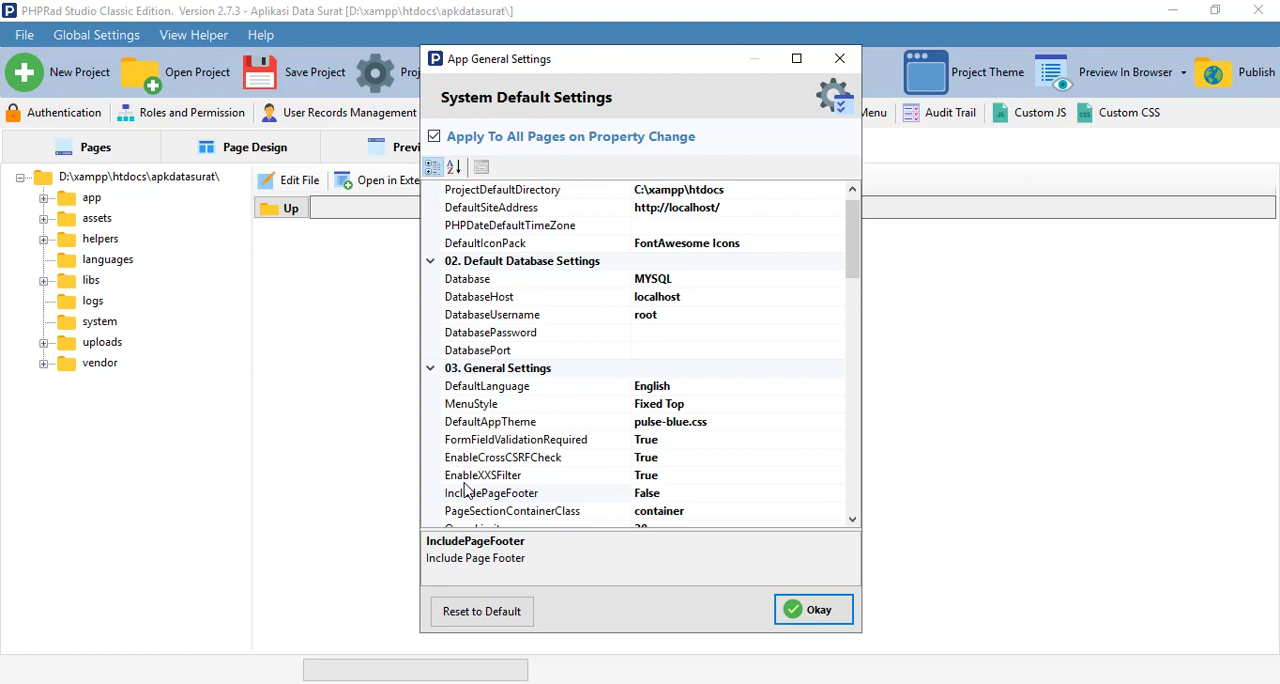 PHPRad Studio Classic Edition. Version 2.7.3 - Aplikasi Data Surat [D:\xampp\htdocs\apkdatasurat\]
File Global Settings View Helper Help
New Project Open Project Save Project Proj Project Theme Preview In Browser Publish
Authentication Roles and Permission User Records Management Menu Audit Trail Custom JS Custom CSS
Pages Page Design Previ
D:\xampp\htdocs\apkdatasurat\
app
assets
helpers
languages
libs
logs
system
uploads
vendor
Edit File Open in Exte
Up
App General Settings
System Default Settings
Apply To All Pages on Property Change
ProjectDefaultDirectory C:\xampp\htdocs
DefaultSiteAddress http://localhost/
PHPDateDefaultTimeZone
DefaultIconPack FontAwesome Icons
02. Default Database Settings
Database MYSQL
DatabaseHost localhost
DatabaseUsername root
DatabasePassword
DatabasePort
03. General Settings
DefaultLanguage English
MenuStyle Fixed Top
DefaultAppTheme pulse-blue.css
FormFieldValidationRequired True
EnableCrossCSRFCheck True
EnableXXSFilter True
IncludePageFooter False
PageSectionContainerClass container
IncludePageFooter
Include Page Footer
Reset to Default Okay